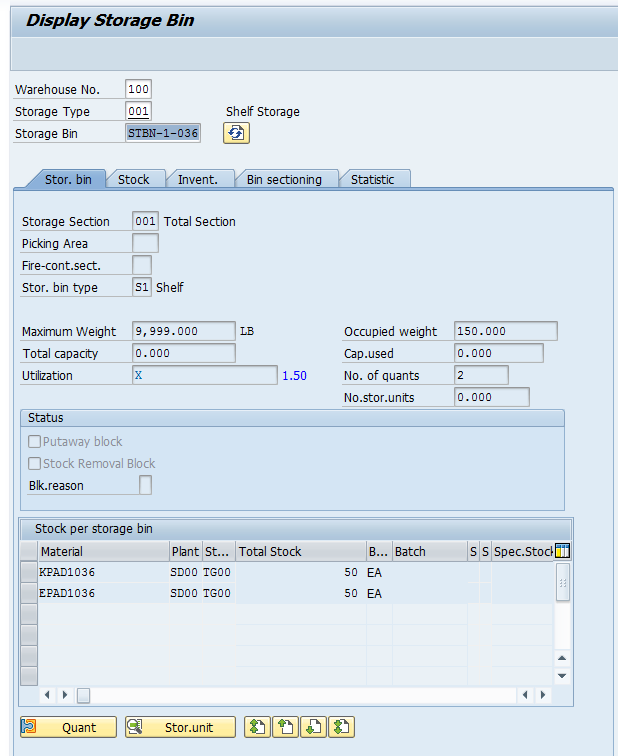 Display Storage Bin
Warehouse No. 100
Storage Type 001 Shelf Storage
Storage Bin STBN-1-036
Stor. bin Stock Invent. Bin sectioning Statistic
Storage Section 001 Total Section
Picking Area
Fire-cont.sect.
Stor. bin type S1 Shelf
Maximum Weight 9,999.000 LB Occupied weight 150.000
Total capacity 0.000 Cap.used 0.000
Utilization X 1.50 No. of quants 2
No.stor.units 0.000
Status
Putaway block
Stock Removal Block
Blk.reason
Stock per storage bin
Material Plant St... Total Stock B... Batch S S Spec.Stock
KPAD1036 SD00 TG00 50 EA
EPAD1036 SD00 TG00 50 EA
Quant Stor.unit